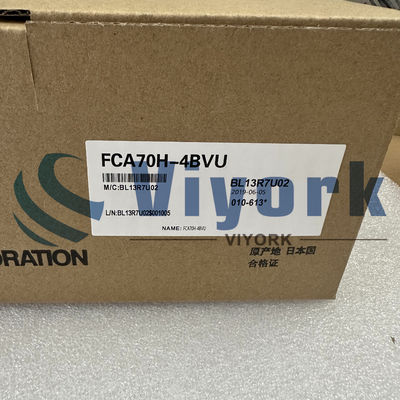 FCA70H-4BVU
M/C:BL13R7U02
BL13R7U02
2019-06-05
010-613*
L/N:BL13R7U02S001005
NAME: FCA70H-4BVU
Viyork
VIYORK
ORATION
原产地 日本国
合格证